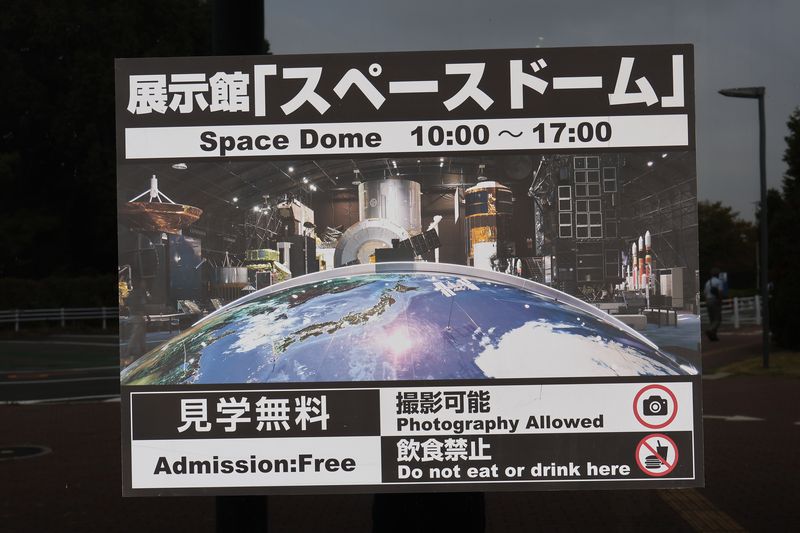 展示館「スペースドーム」
Space Dome 10:00～17:00
見学無料
Admission:Free
撮影可能
Photography Allowed
飲食禁止
Do not eat or drink here